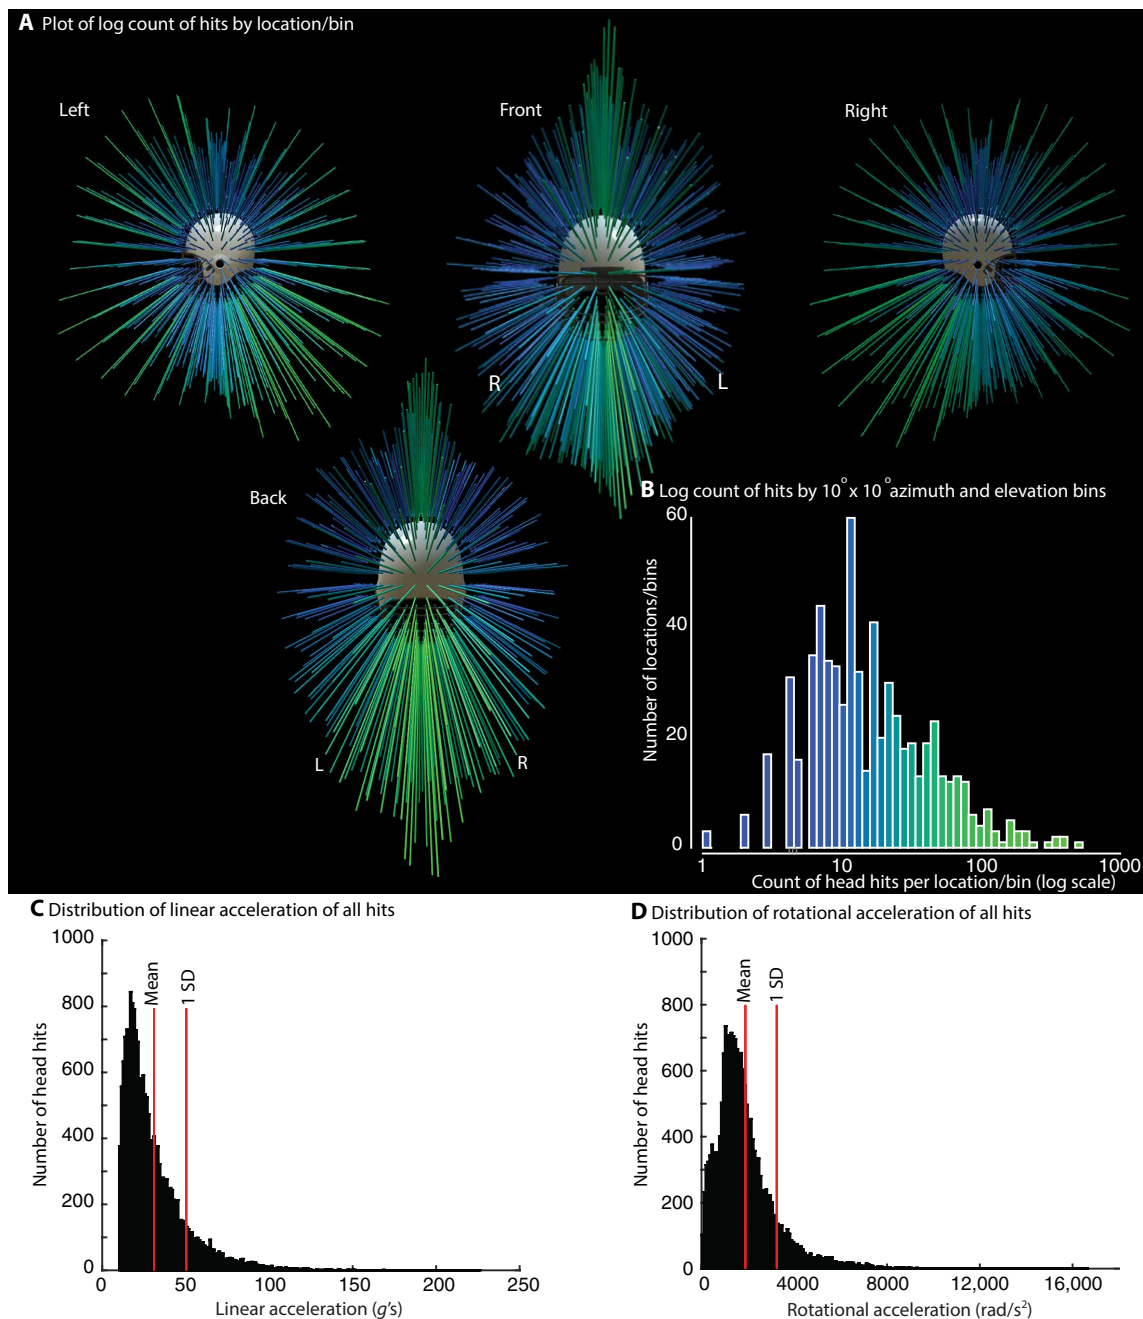 A Plot of log count of hits by location/bin
Left
Front
Right
R
L
Back
L
R
B Log count of hits by 10° x 10° azimuth and elevation bins
Number of locations/bins
60
40
20
0
1
10
100
1000
Count of head hits per location/bin (log scale)
C Distribution of linear acceleration of all hits
Number of head hits
1000
800
600
400
200
0
Mean
1 SD
0
50
100
150
200
250
Linear acceleration (g's)
D Distribution of rotational acceleration of all hits
Number of head hits
1000
800
600
400
200
0
Mean
1 SD
0
4000
8000
12,000
16,000
Rotational acceleration (rad/s²)